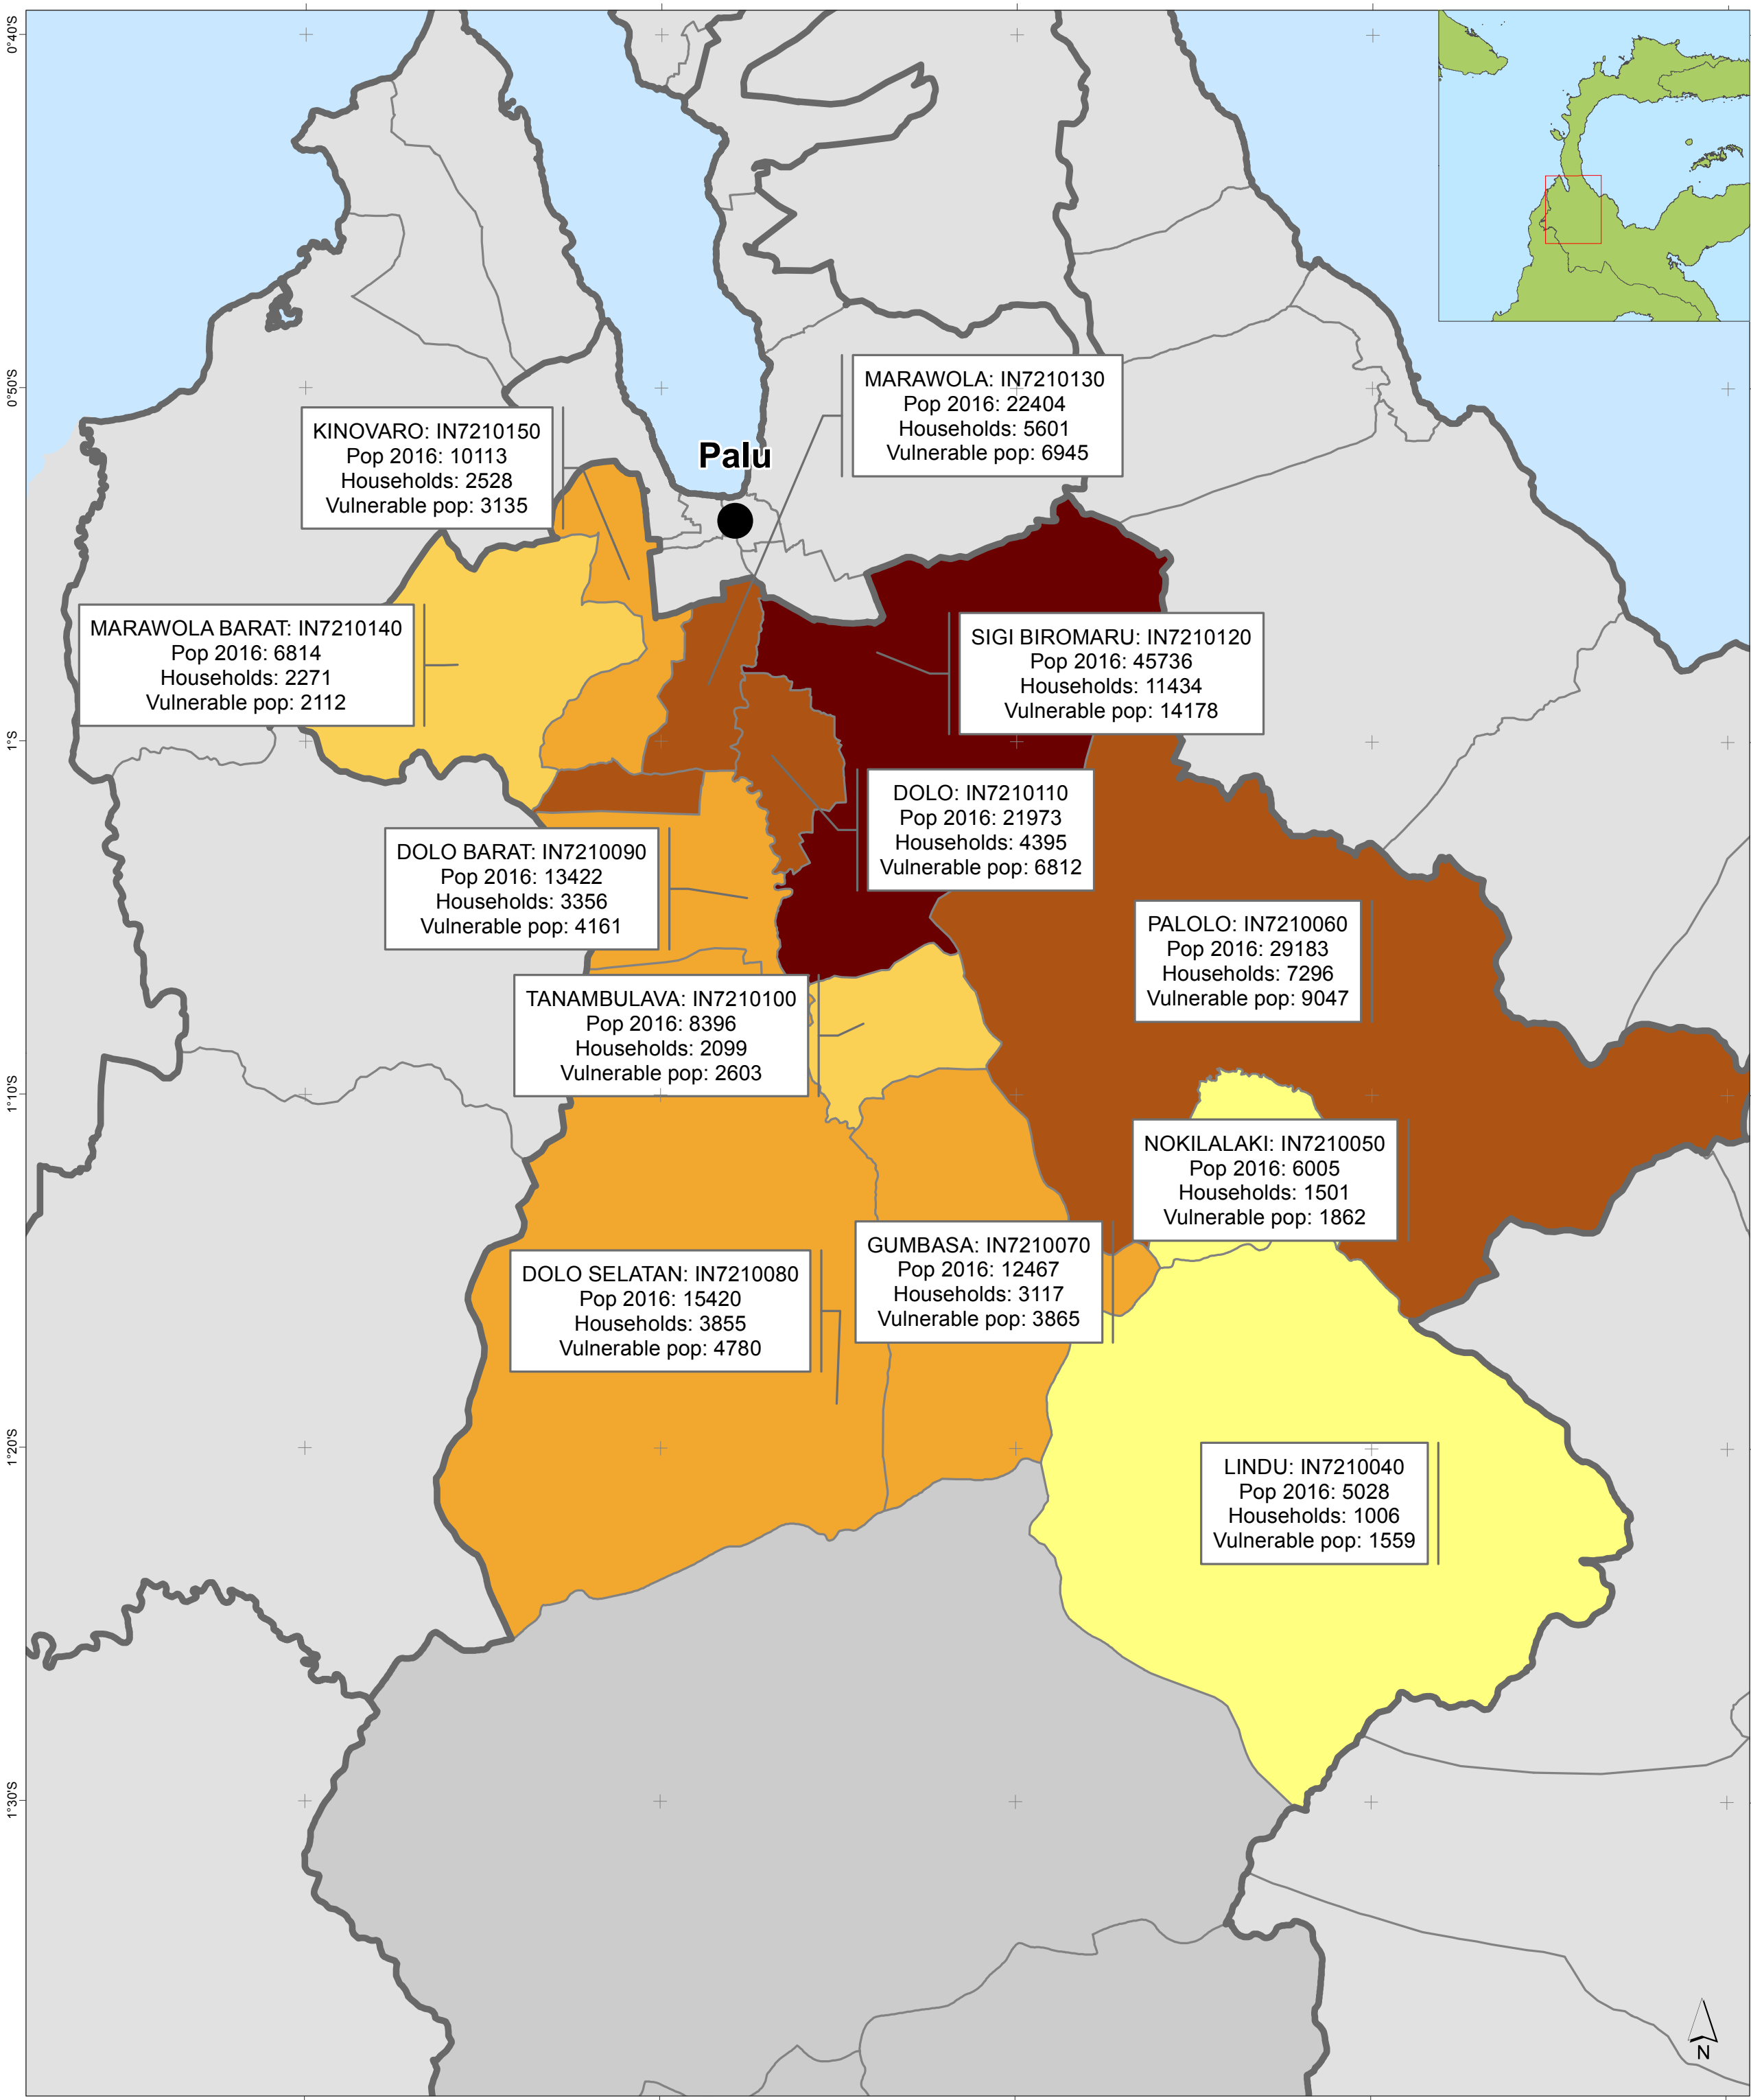 0°40'S
0°50'S
MARAWOLA: IN7210130
Pop 2016: 22404
Households: 5601
Vulnerable pop: 6945
KINOVARO: IN7210150
Pop 2016: 10113
Households: 2528
Vulnerable pop: 3135
Palu
MARAWOLA BARAT: IN7210140
Pop 2016: 6814
Households: 2271
Vulnerable pop: 2112
SIGI BIROMARU: IN7210120
Pop 2016: 45736
Households: 11434
Vulnerable pop: 14178
1°S
DOLO: IN7210110
Pop 2016: 21973
Households: 4395
Vulnerable pop: 6812
DOLO BARAT: IN7210090
Pop 2016: 13422
Households: 3356
Vulnerable pop: 4161
PALOLO: IN7210060
Pop 2016: 29183
Households: 7296
Vulnerable pop: 9047
TANAMBULAVA: IN7210100
Pop 2016: 8396
Households: 2099
Vulnerable pop: 2603
1°10'S
NOKILALAKI: IN7210050
Pop 2016: 6005
Households: 1501
Vulnerable pop: 1862
GUMBASA: IN7210070
Pop 2016: 12467
Households: 3117
Vulnerable pop: 3865
DOLO SELATAN: IN7210080
Pop 2016: 15420
Households: 3855
Vulnerable pop: 4780
1°20'S
LINDU: IN7210040
Pop 2016: 5028
Households: 1006
Vulnerable pop: 1559
1°30'S
N